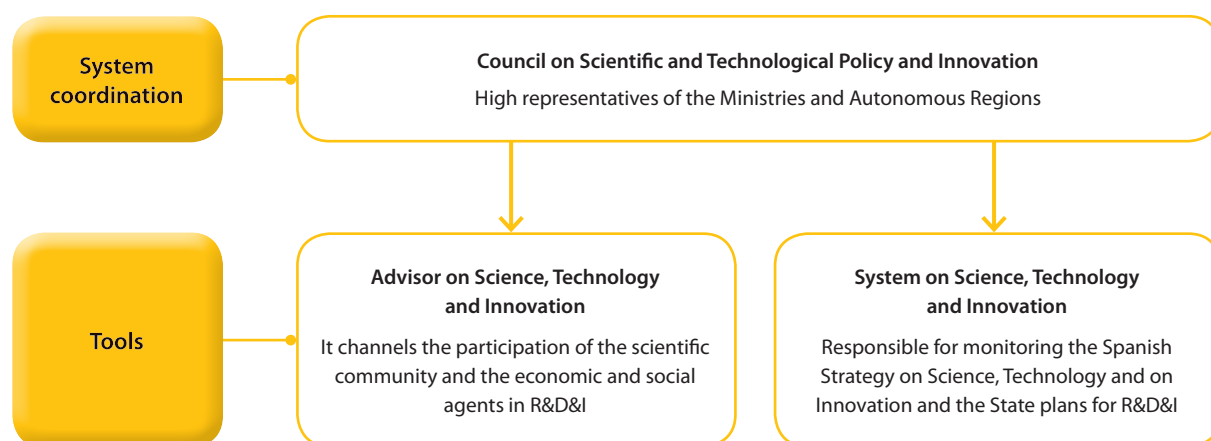 System
coordination
Council on Scientific and Technological Policy and Innovation
High representatives of the Ministries and Autonomous Regions
Tools
Advisor on Science, Technology
and Innovation
It channels the participation of the scientific
community and the economic and social
agents in R&D&I
System on Science, Technology
and Innovation
Responsible for monitoring the Spanish
Strategy on Science, Technology and on
Innovation and the State plans for R&D&I